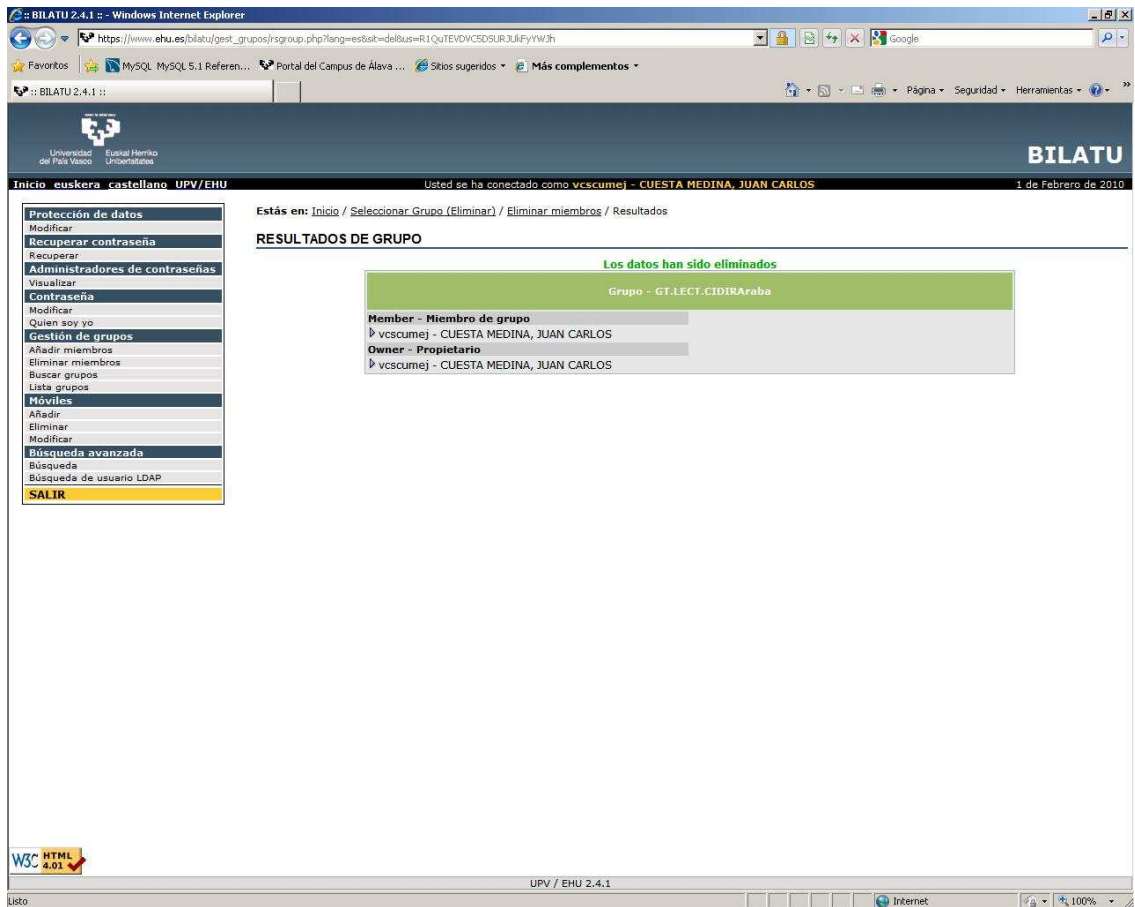 :: BILATU 2.4.1 :: - Windows Internet Explorer
https://www.ehu.es/bilatu/gest_grupos/rsgroup.php?lang=es&sit=del&us=R1QuTEVDVC5DSURJUkFyYWJh
Google
Favoritos MySQL MySQL 5.1 Referen... Portal del Campus de Álava ... Sitios sugeridos Más complementos
:: BILATU 2.4.1 ::
Página Seguridad Herramientas »
Universidad del País Vasco
Euskal Herriko Unibertsitatea
BILATU
Inicio euskera castellano UPV/EHU
Usted se ha conectado como vcscumej - CUESTA MEDINA, JUAN CARLOS
1 de Febrero de 2010
Protección de datos
Modificar
Recuperar contraseña
Recuperar
Administradores de contraseñas
Visualizar
Contraseña
Modificar
Quien soy yo
Gestión de grupos
Añadir miembros
Eliminar miembros
Buscar grupos
Lista grupos
Móviles
Añadir
Eliminar
Modificar
Búsqueda avanzada
Búsqueda
Búsqueda de usuario LDAP
SALIR
Estás en: Inicio / Seleccionar Grupo (Eliminar) / Eliminar miembros / Resultados
RESULTADOS DE GRUPO
Los datos han sido eliminados
Grupo - GT.LECT.CIDIRAraba
Member - Miembro de grupo
vcscumej - CUESTA MEDINA, JUAN CARLOS
Owner - Propietario
vcscumej - CUESTA MEDINA, JUAN CARLOS
W3C HTML 4.01
UPV / EHU 2.4.1
Listo
Internet
100%